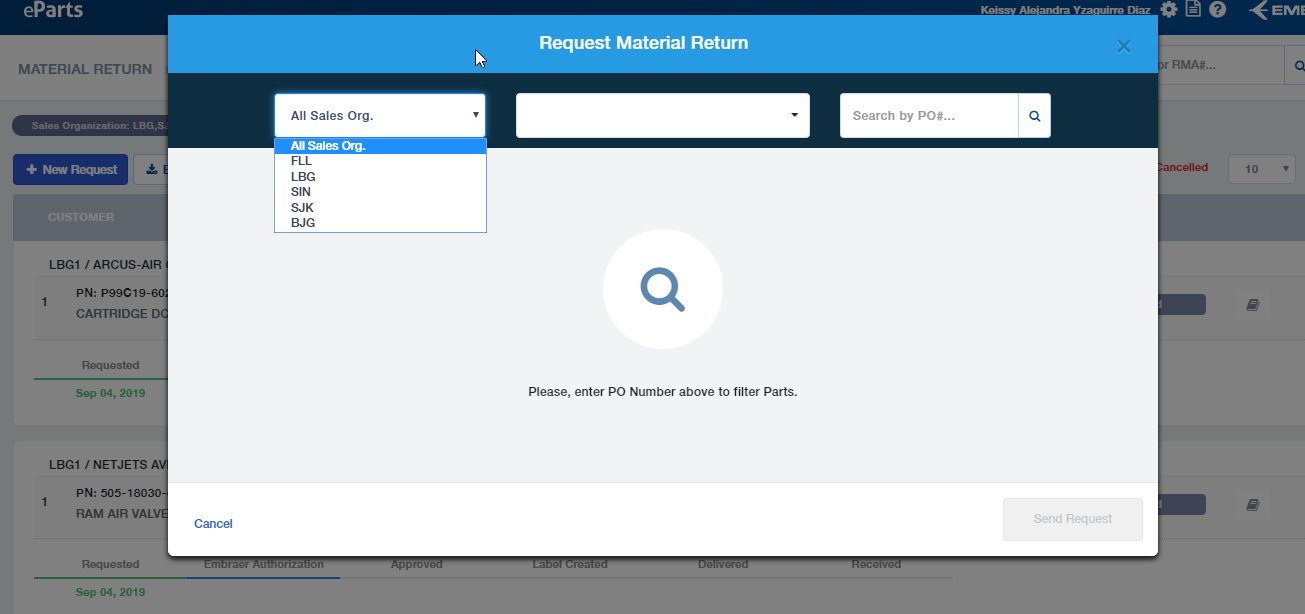 eParts
Keissy Alejandra Yzaguirre Diaz
Request Material Return
MATERIAL RETURN
or RMA#...
All Sales Org.
Search by PO#...
Sales Organization: LBG,
All Sales Org.
FLL
LBG
SIN
SJK
BJG
New Request
Cancelled
10
CUSTOMER
LBG1 / ARCUS-AIR
1
PN: P99C19-602
CARTRIDGE
Requested
Sep 04, 2019
Please, enter PO Number above to filter Parts.
LBG1 / NETJETS
1
PN: 505-18030-
RAM AIR VALVE
Cancel
Send Request
Requested
Embraer Authorization
Approved
Label Created
Delivered
Received
Sep 04, 2019